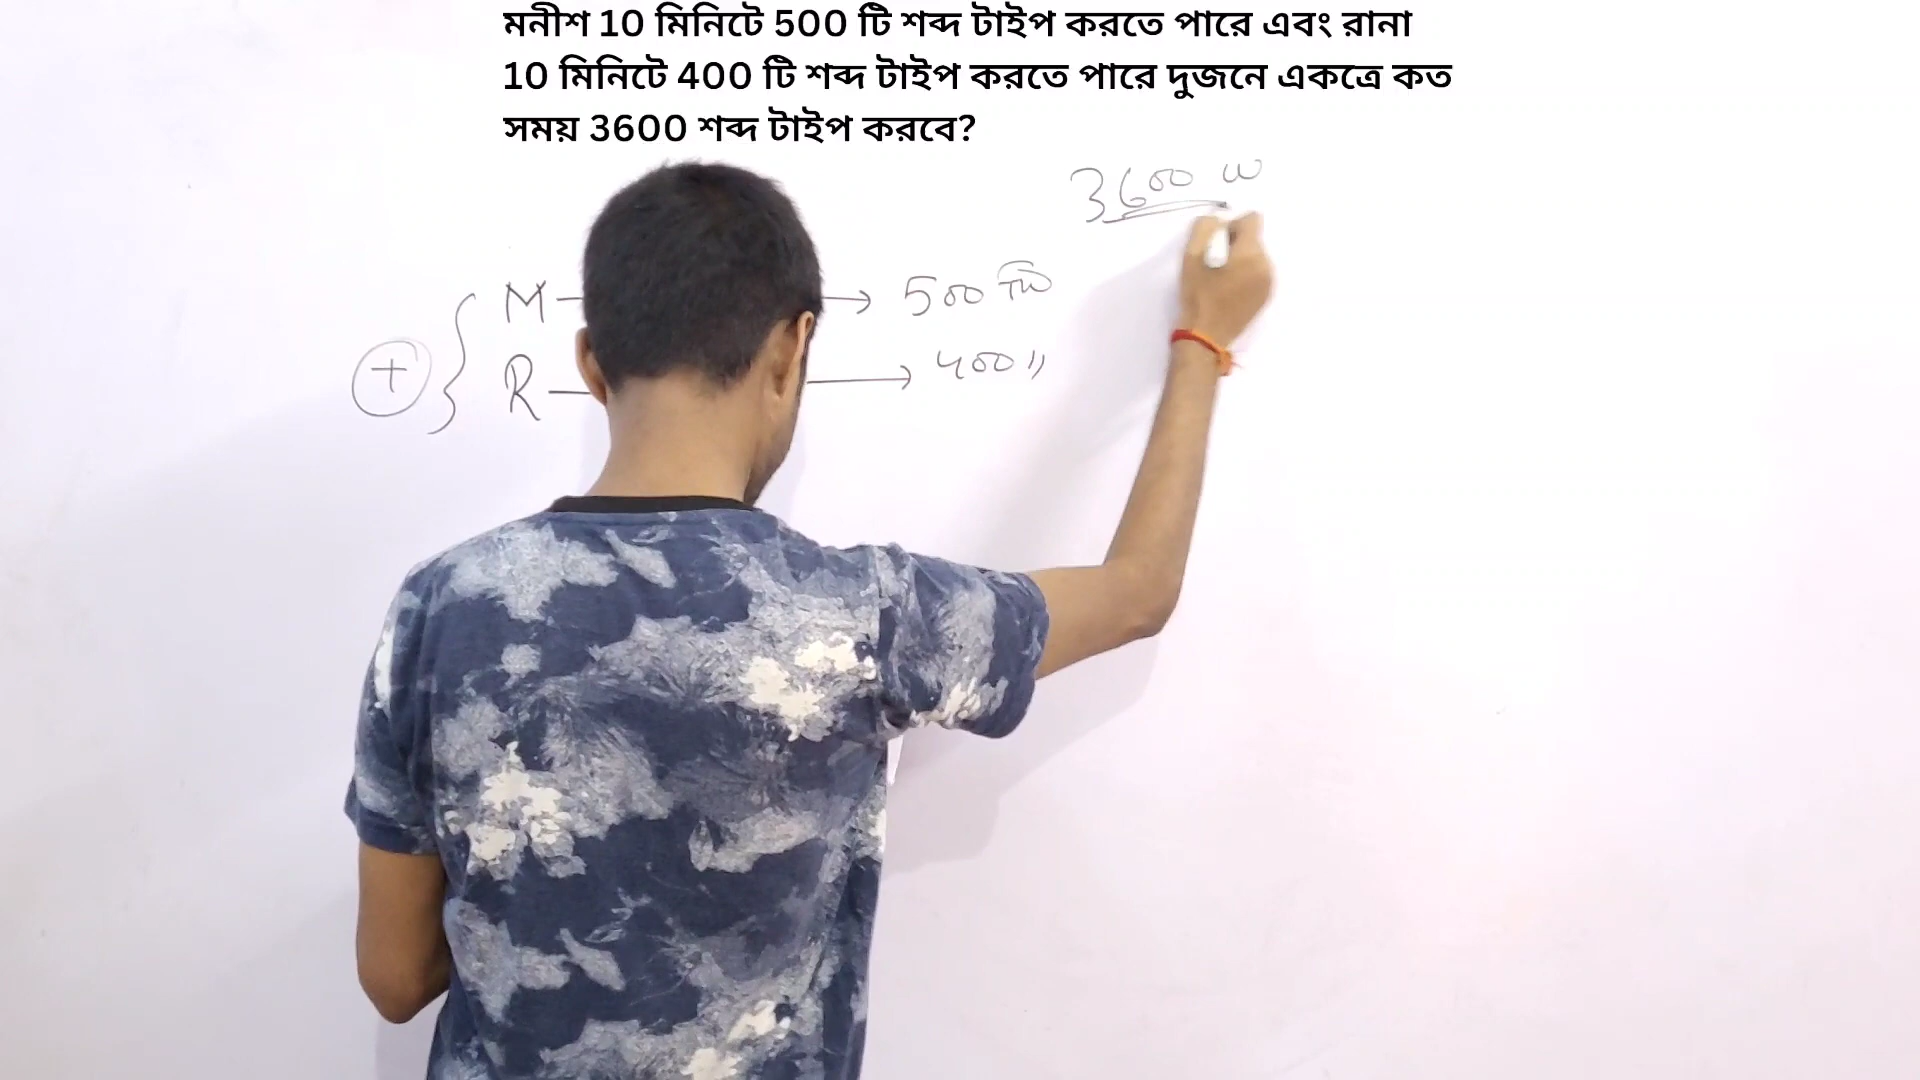 মনীশ 10 মিনিটে 500 টি শব্দ টাইপ করতে পারে এবং রানা
10 মিনিটে 400 টি শব্দ টাইপ করতে পারে দুজনে একত্রে কত
সময় 3600 শব্দ টাইপ করবে?
3600 W
M → 500 টি
R → 400 "
+